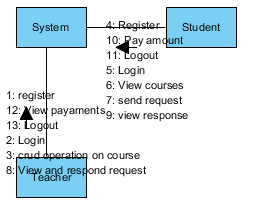 System
Student
4: Register
10: Pay amount
11: Logout
5: Login
6: View courses
7: send request
9: view response
1: register
12: View payaments
13: Logout
2: Login
3: crud operation on course
8: View and respond request
Teacher